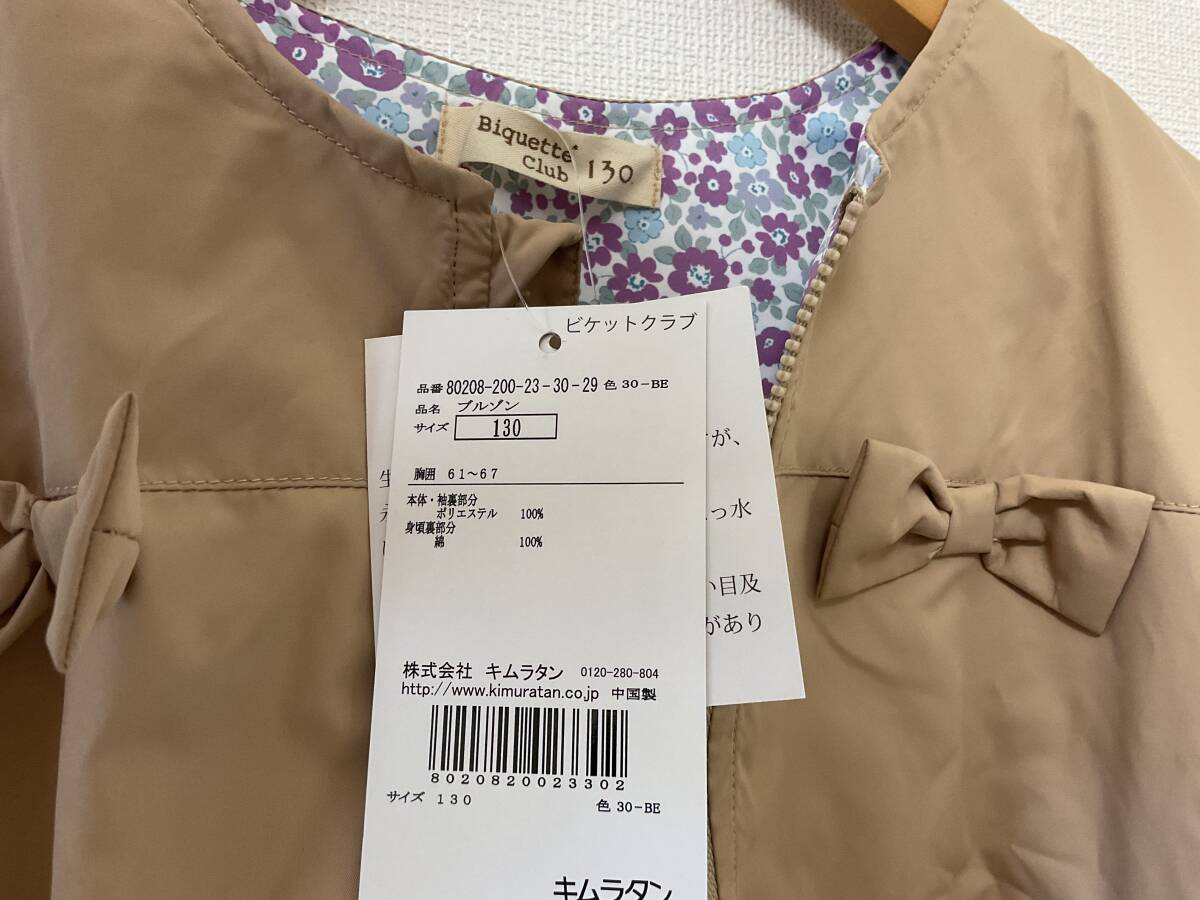 Biquette
Club 130
ビケットクラブ
品番 80208-200-23-30-29 色 30-BE
品名 ブルゾン
サイズ 130
胸囲 61~67
本体・袖裏部分
ポリエステル 100%
身頃裏部分
綿 100%
株式会社 キムラタン 0120-280-804
http://www.kimuratan.co.jp 中国製
8020820023302
サイズ 130 色 30-BE
キムラタン
が、
っ水
い目及
があり